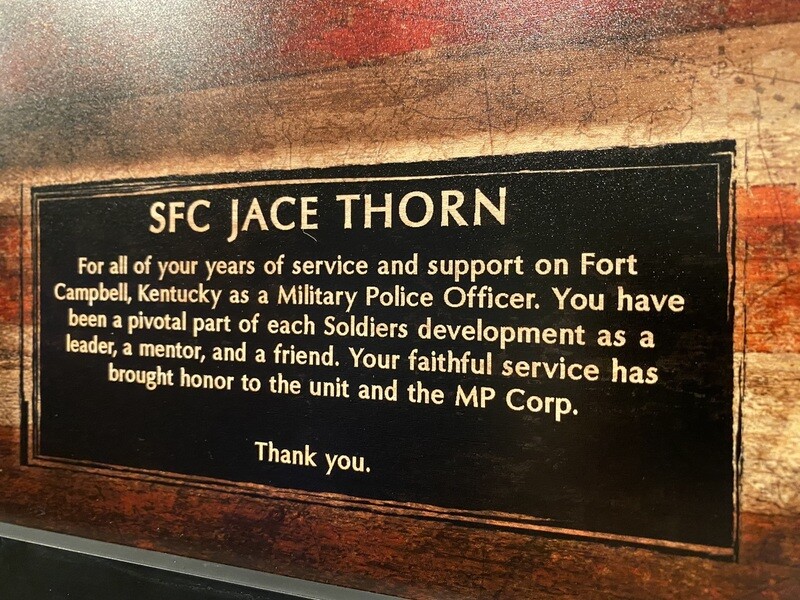 SFC JACE THORN
For all of your years of service and support on Fort
Campbell, Kentucky as a Military Police Officer. You have
been a pivotal part of each Soldiers development as a
leader, a mentor, and a friend. Your faithful service has
brought honor to the unit and the MP Corp.
Thank you.